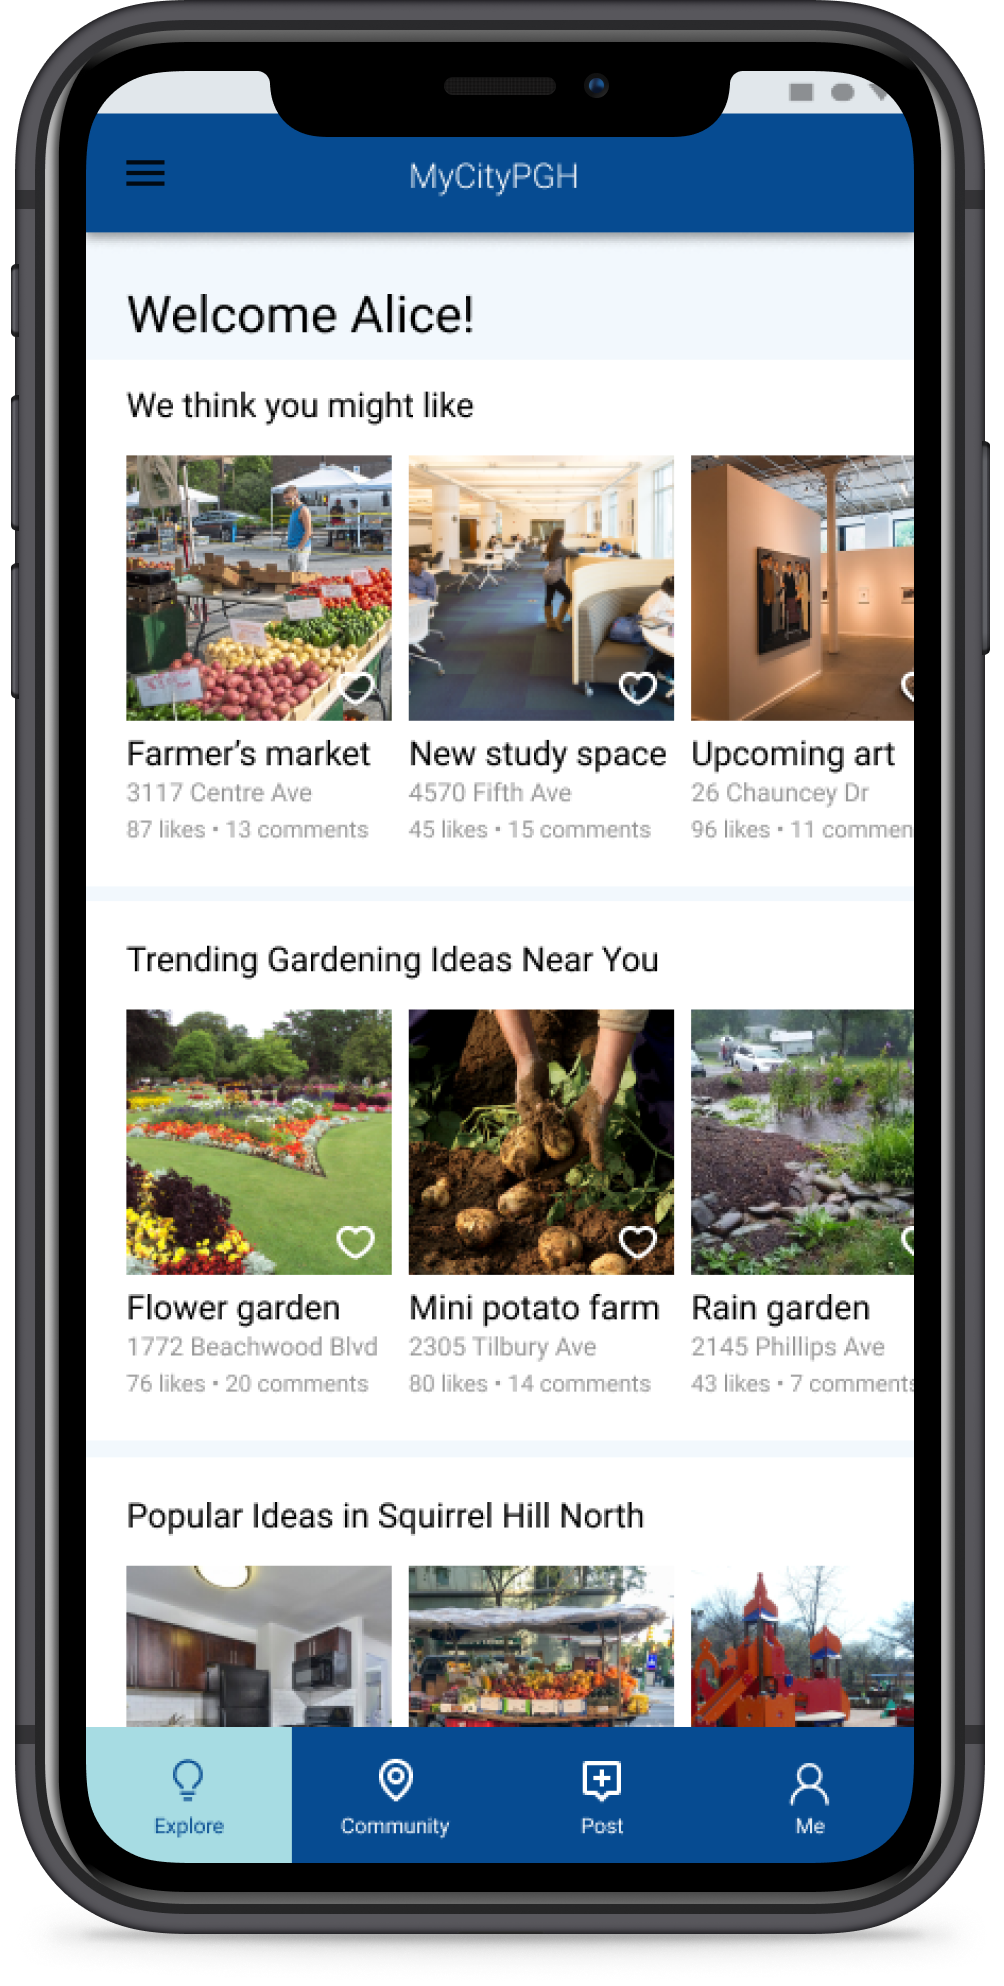 MyCityPGH
Welcome Alice!
We think you might like
Farmer's market
3117 Centre Ave
87 likes • 13 comments
New study space
4570 Fifth Ave
45 likes • 15 comments
Upcoming art
26 Chauncey Dr
96 likes • 11 commen
Trending Gardening Ideas Near You
Flower garden
1772 Beachwood Blvd
76 likes • 20 comments
Mini potato farm
2305 Tilbury Ave
80 likes • 14 comments
Rain garden
2145 Phillips Ave
43 likes • 7 comments
Popular Ideas in Squirrel Hill North
Explore
Community
Post
Me